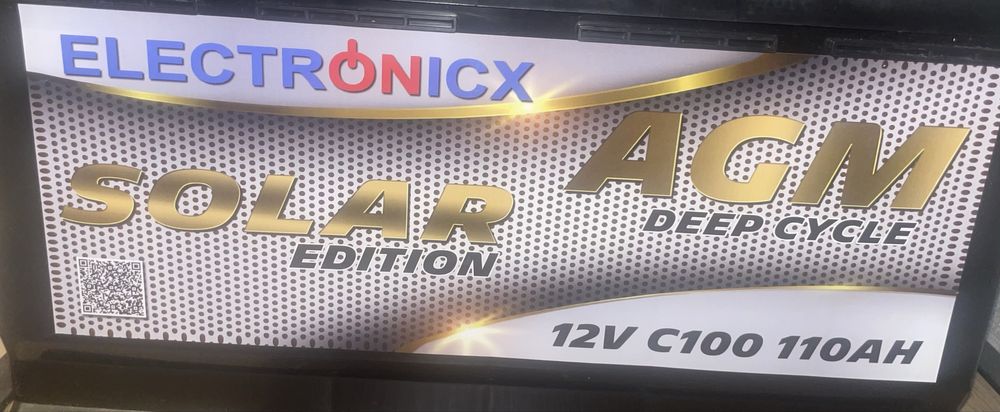 ELECTRONICX
AGM
DEEP CYCLE
SOLAR
EDITION
12V C100 110AH